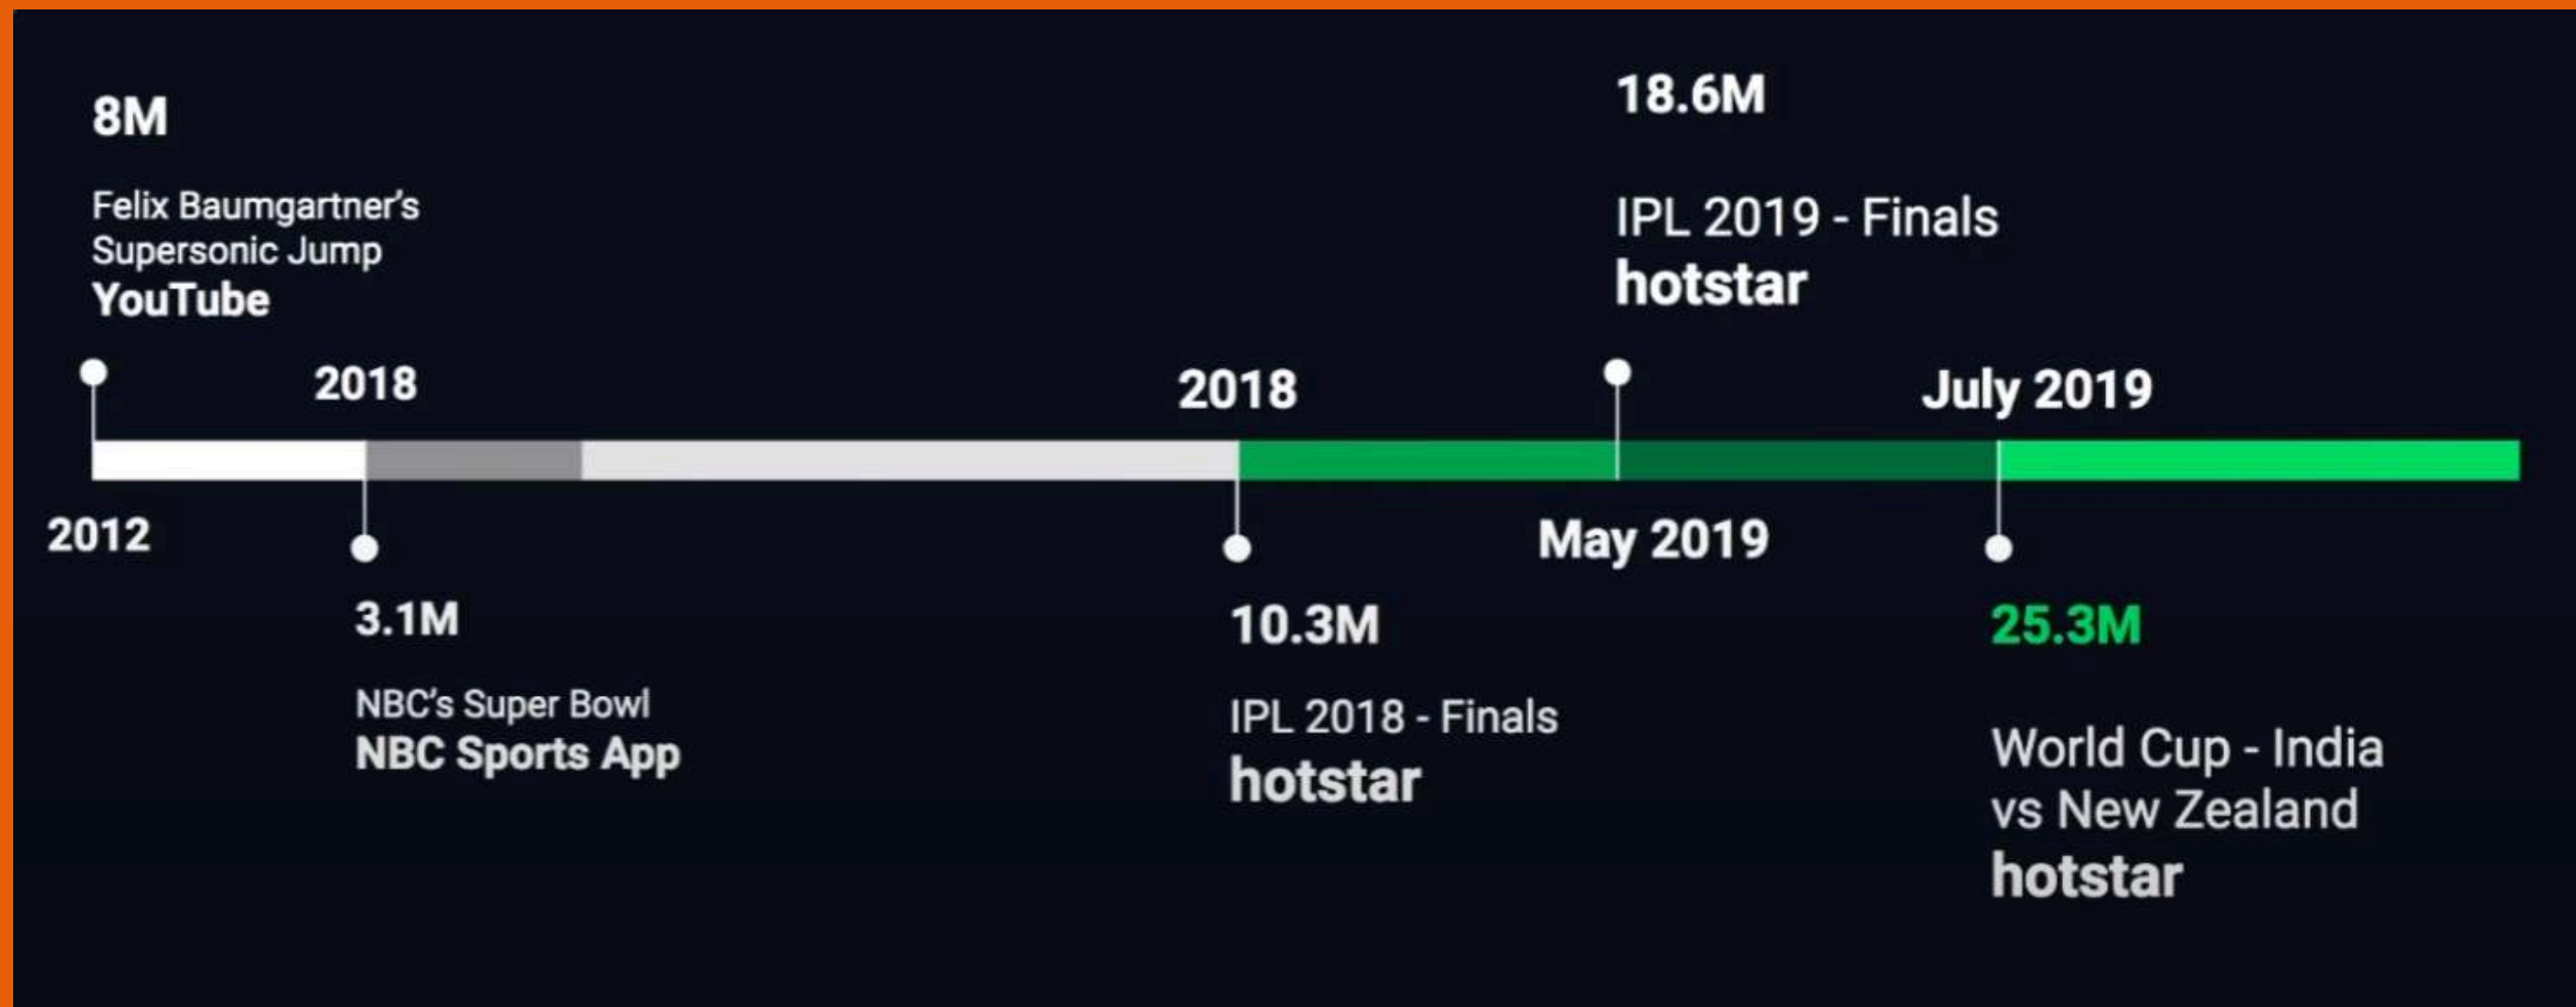 8M
Felix Baumgartner's
Supersonic Jump
YouTube
2012
2018
3.1M
NBC's Super Bowl
NBC Sports App
2018
10.3M
IPL 2018 - Finals
hotstar
18.6M
IPL 2019 - Finals
hotstar
May 2019
July 2019
25.3M
World Cup - India
vs New Zealand
hotstar